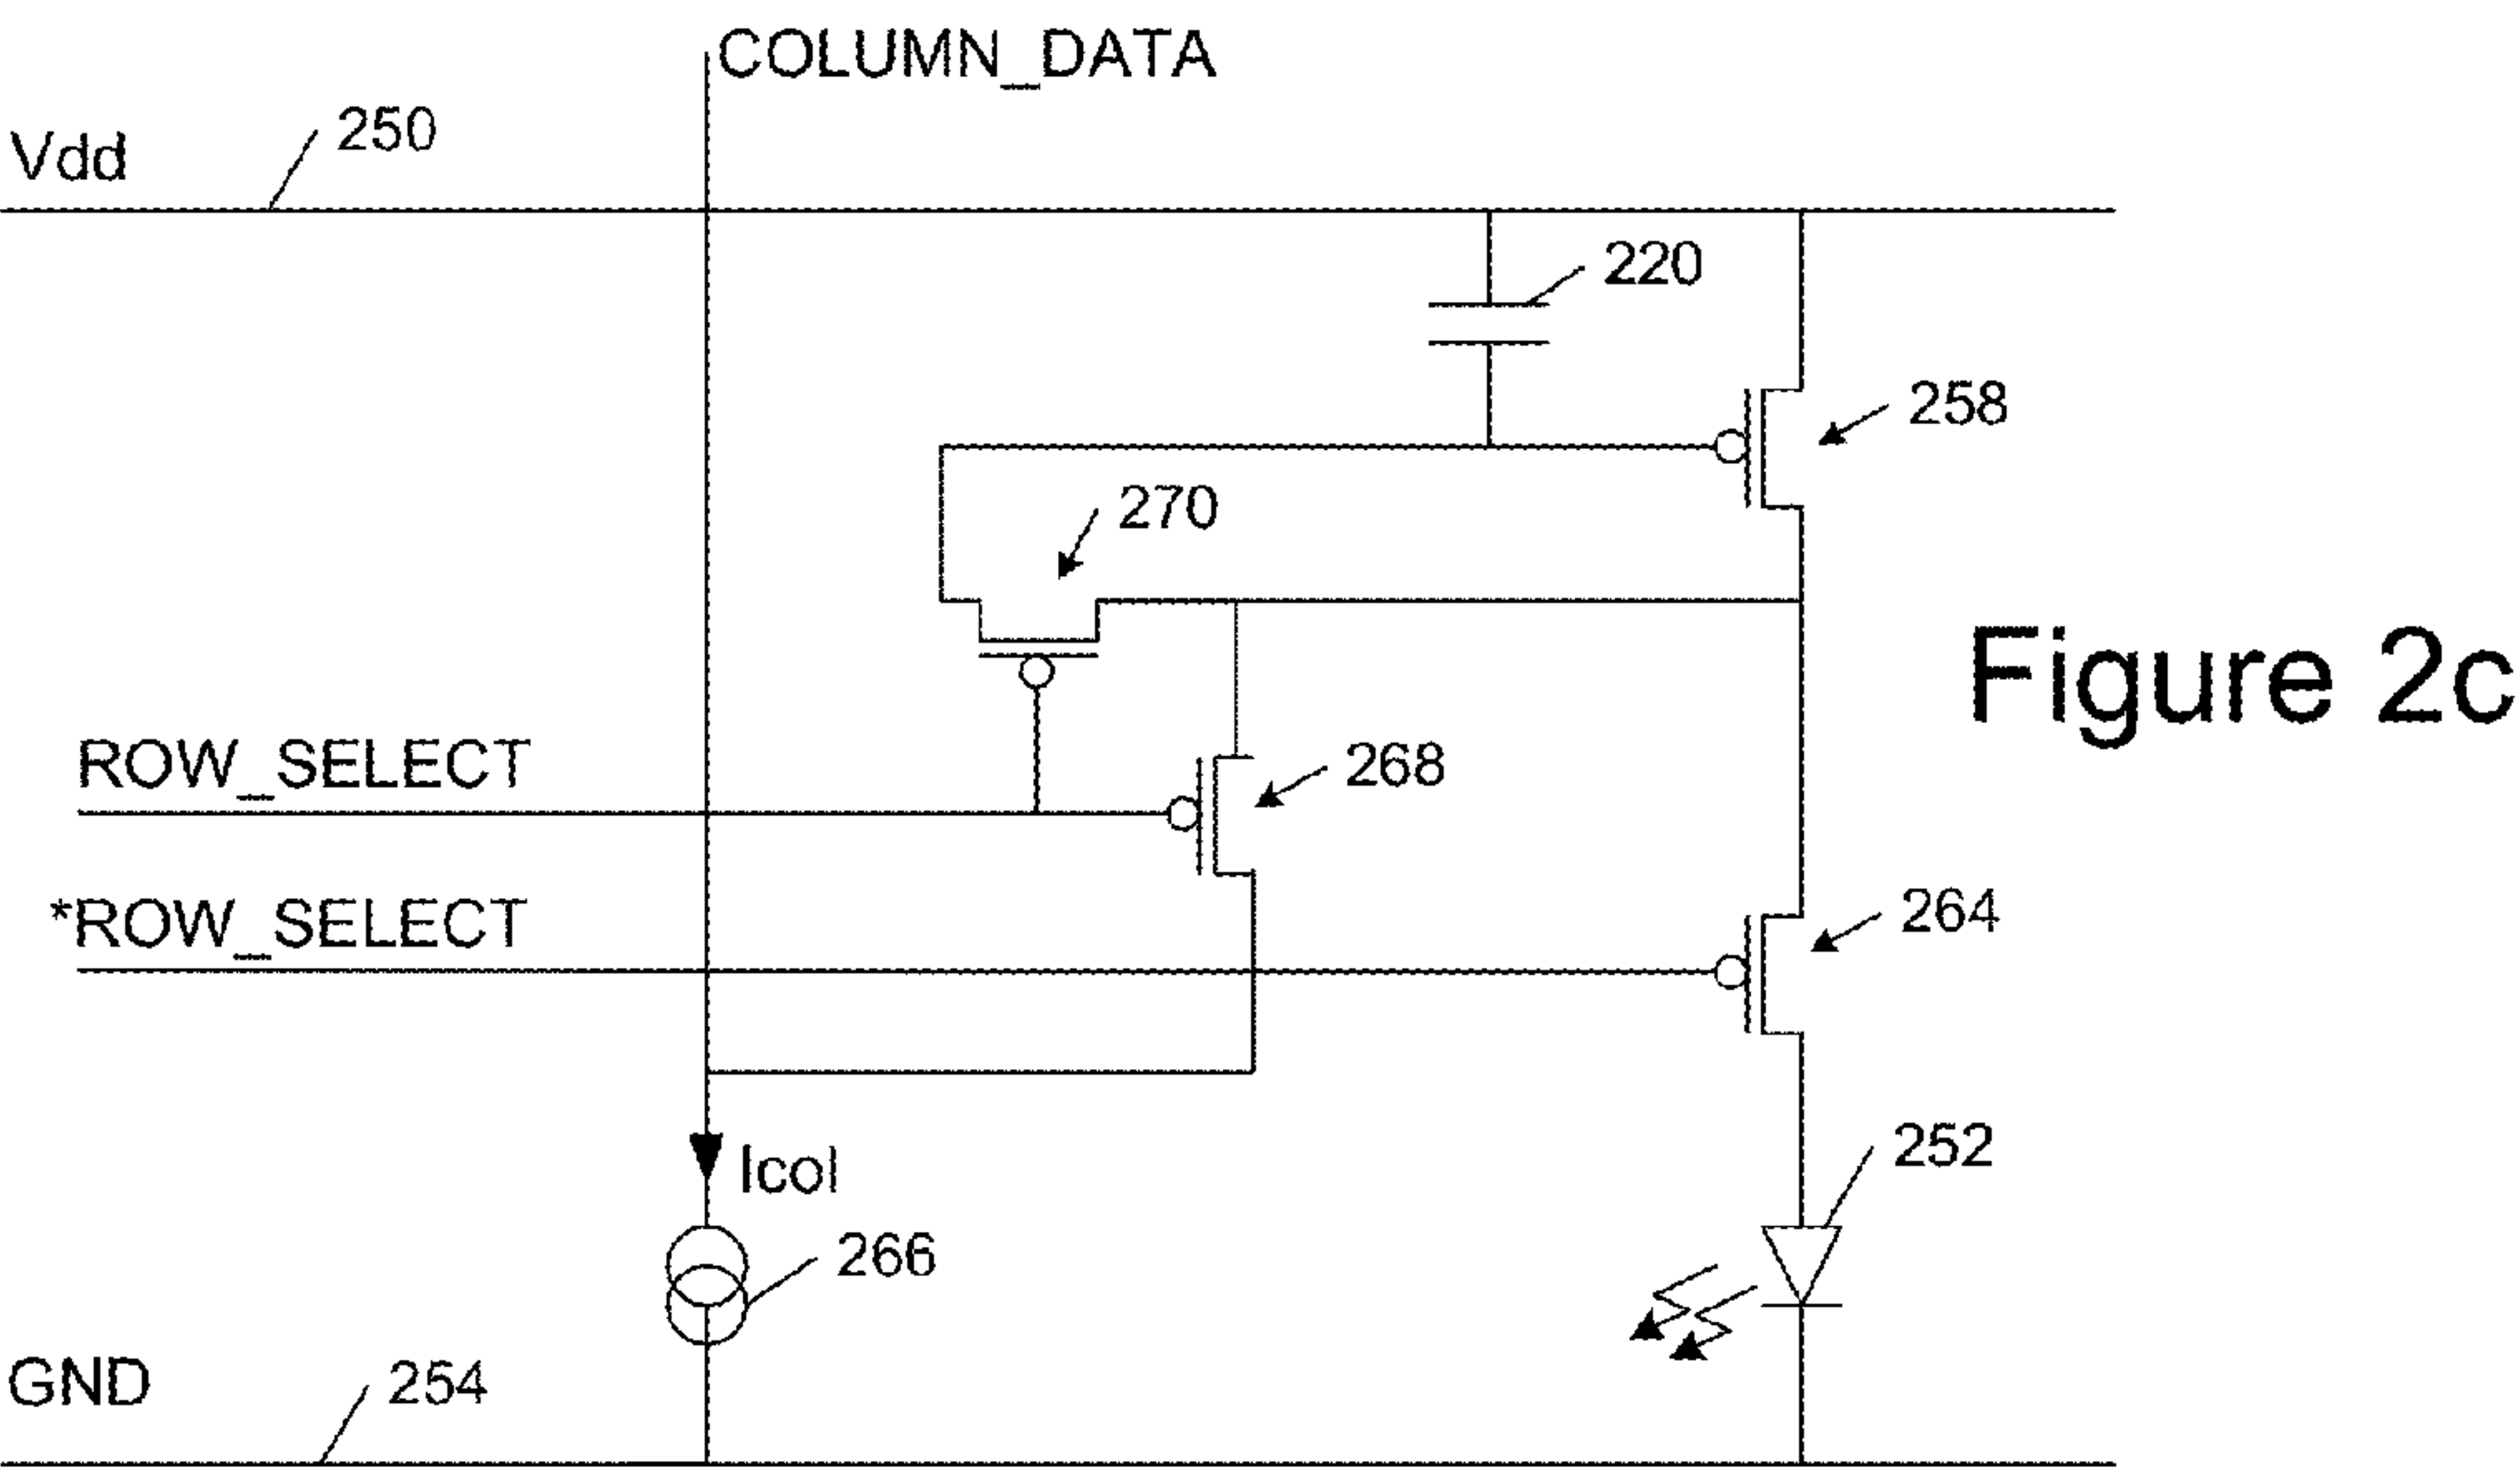 COLUMN_DATA
250
Vdd
220
258
270
Figure 2c
ROW_SELECT
268
*ROW_SELECT
264
252
Icol
266
GND
254